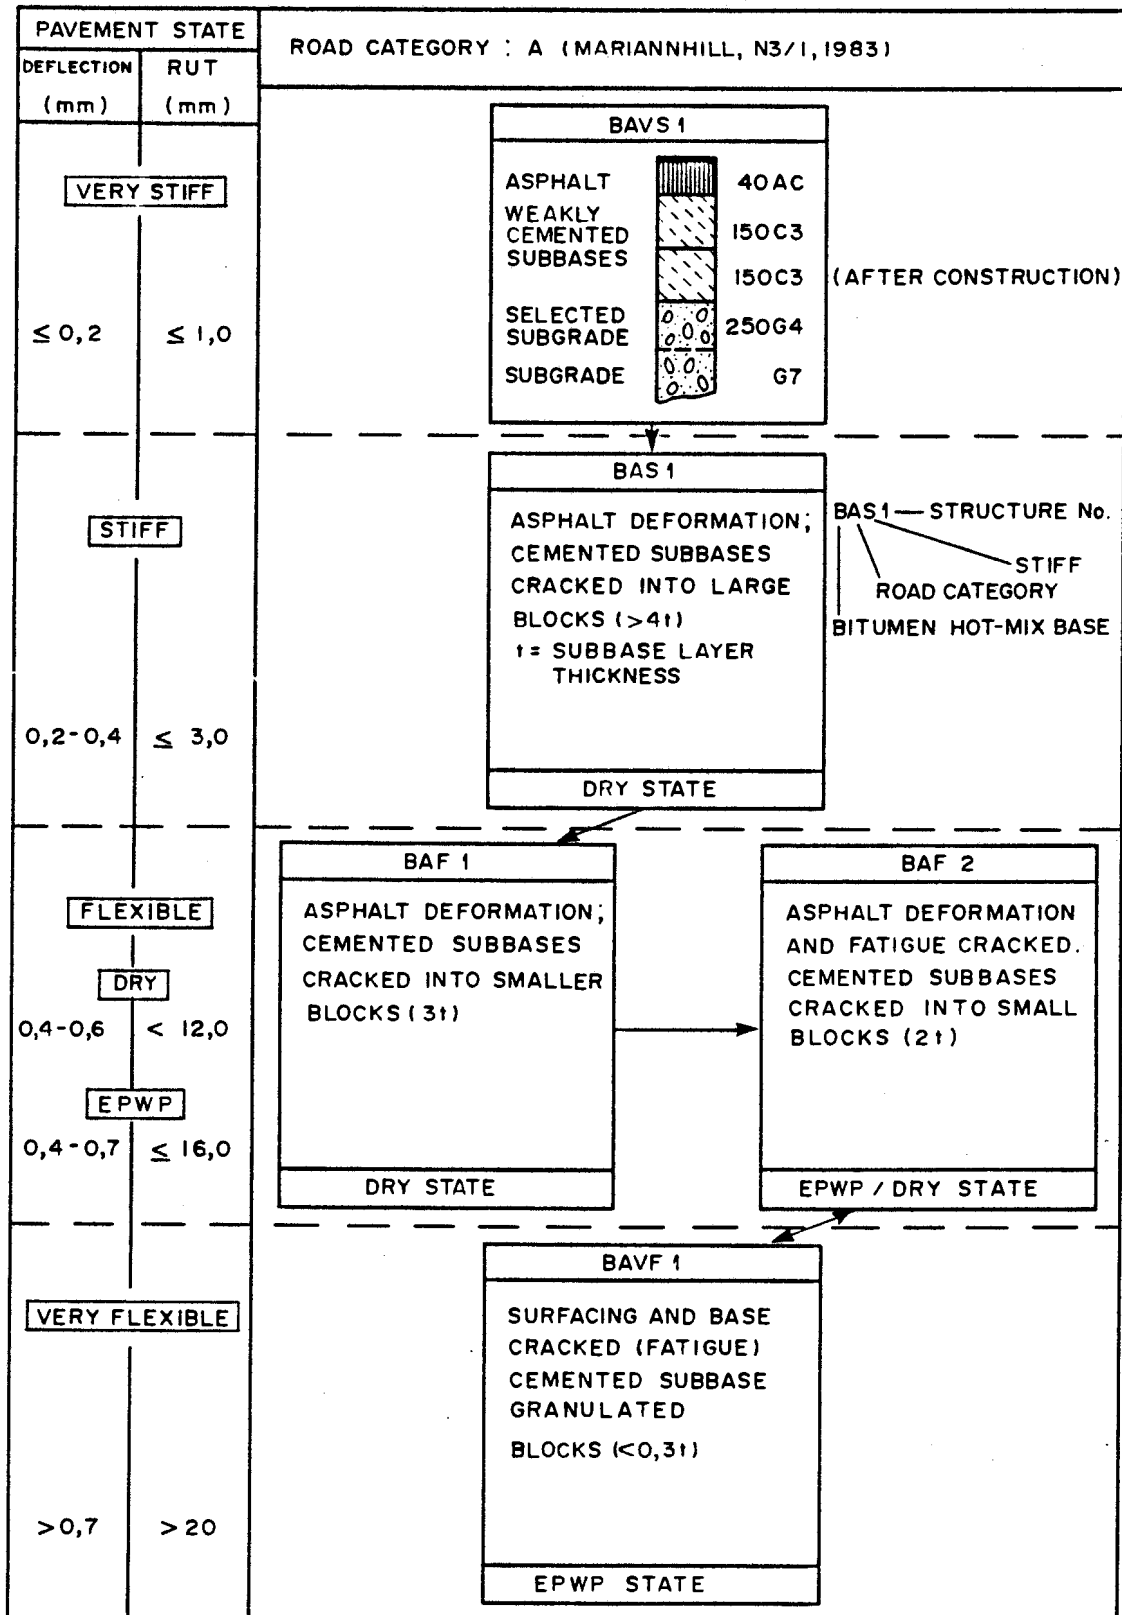 PAVEMENT STATE
DEFLECTION (mm)
RUT (mm)
ROAD CATEGORY : A (MARIANNHILL, N3/1, 1983)
VERY STIFF
≤ 0,2 ≤ 1,0
BAVS 1
ASPHALT 40AC
WEAKLY
CEMENTED 150C3
SUBBASES
150C3 (AFTER CONSTRUCTION)
SELECTED
SUBGRADE 250G4
SUBGRADE G7
STIFF
0,2-0,4 ≤ 3,0
BAS 1
ASPHALT DEFORMATION;
CEMENTED SUBBASES
CRACKED INTO LARGE
BLOCKS (>4t)
t = SUBBASE LAYER
THICKNESS
DRY STATE
BAS1 — STRUCTURE No.
STIFF
ROAD CATEGORY
BITUMEN HOT-MIX BASE
FLEXIBLE
DRY
0,4-0,6 < 12,0
EPWP
0,4-0,7 ≤ 16,0
BAF 1
ASPHALT DEFORMATION;
CEMENTED SUBBASES
CRACKED INTO SMALLER
BLOCKS (3t)
DRY STATE
BAF 2
ASPHALT DEFORMATION
AND FATIGUE CRACKED.
CEMENTED SUBBASES
CRACKED INTO SMALL
BLOCKS (2t)
EPWP / DRY STATE
VERY FLEXIBLE
>0,7 >20
BAVF 1
SURFACING AND BASE
CRACKED (FATIGUE)
CEMENTED SUBBASE
GRANULATED
BLOCKS (<0,3t)
EPWP STATE